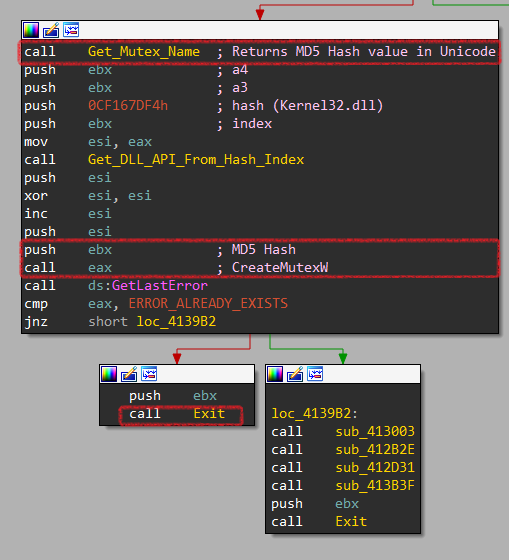 call Get_Mutex_Name ; Returns MD5 Hash value in Unicode
push ebx ; a4
push ebx ; a3
push 0CF167DF4h ; hash (Kernel32.dll)
push ebx ; index
mov esi, eax
call Get_DLL_API_From_Hash_Index
push esi
xor esi, esi
inc esi
push esi
push ebx ; MD5 Hash
call eax ; CreateMutexW
call ds:GetLastError
cmp eax, ERROR_ALREADY_EXISTS
jnz short loc_4139B2
push ebx
call Exit
loc_4139B2:
call sub_413003
call sub_412B2E
call sub_412D31
call sub_413B3F
push ebx
call Exit